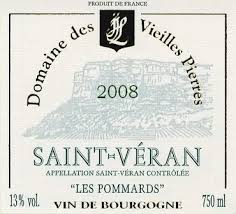 PRODUIT DE FRANCE
Domaine des Vieilles Pierres
2008
SAINT-VÉRAN
APPELLATION SAINT-VÉRAN CONTRÔLÉE
"LES POMMARDS"
13% vol.
VIN DE BOURGOGNE
750 ml